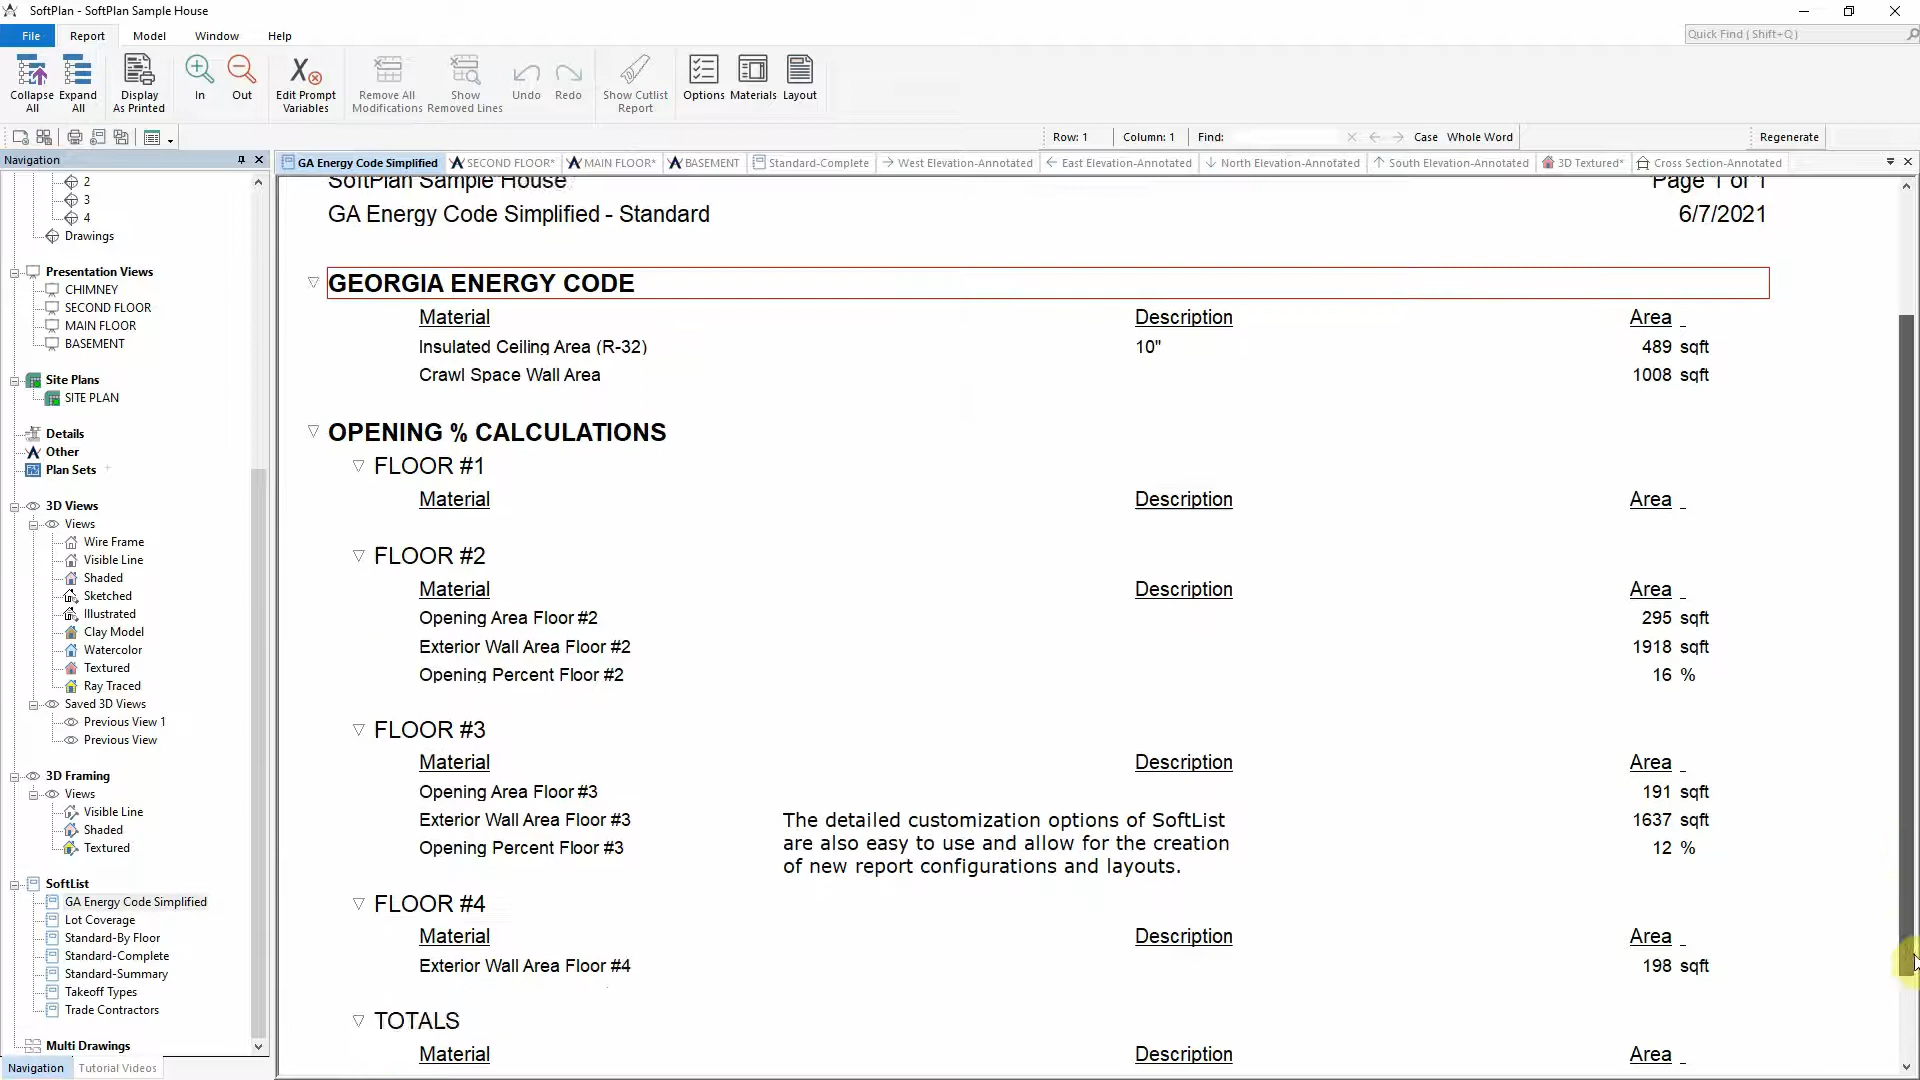 SoftPlan - SoftPlan Sample House
File Report Model Window Help
Quick Find ( Shift+Q )
Collapse All
Expand All
Display As Printed
In
Out
Edit Prompt Variables
Remove All Modifications
Show Removed Lines
Undo
Redo
Show Cutlist Report
Options
Materials
Layout
Row: 1 Column: 1 Find: Case Whole Word Regenerate
Navigation
2
3
4
Drawings
Presentation Views
CHIMNEY
SECOND FLOOR
MAIN FLOOR
BASEMENT
Site Plans
SITE PLAN
Details
Other
Plan Sets
3D Views
Views
Wire Frame
Visible Line
Shaded
Sketched
Illustrated
Clay Model
Watercolor
Textured
Ray Traced
Saved 3D Views
Previous View 1
Previous View
3D Framing
Views
Visible Line
Shaded
Textured
SoftList
GA Energy Code Simplified
Lot Coverage
Standard-By Floor
Standard-Complete
Standard-Summary
Takeoff Types
Trade Contractors
Multi Drawings
Navigation Tutorial Videos
GA Energy Code Simplified SECOND FLOOR* MAIN FLOOR* BASEMENT Standard-Complete West Elevation-Annotated East Elevation-Annotated North Elevation-Annotated South Elevation-Annotated 3D Textured* Cross Section-Annotated
SoftPlan Sample House Page 1 of 1
GA Energy Code Simplified - Standard 6/7/2021
GEORGIA ENERGY CODE
Material Description Area
Insulated Ceiling Area (R-32) 10" 489 sqft
Crawl Space Wall Area 1008 sqft
OPENING % CALCULATIONS
FLOOR #1
Material Description Area
FLOOR #2
Material Description Area
Opening Area Floor #2 295 sqft
Exterior Wall Area Floor #2 1918 sqft
Opening Percent Floor #2 16 %
FLOOR #3
Material Description Area
Opening Area Floor #3 191 sqft
Exterior Wall Area Floor #3 1637 sqft
Opening Percent Floor #3 12 %
The detailed customization options of SoftList
are also easy to use and allow for the creation
of new report configurations and layouts.
FLOOR #4
Material Description Area
Exterior Wall Area Floor #4 198 sqft
TOTALS
Material Description Area